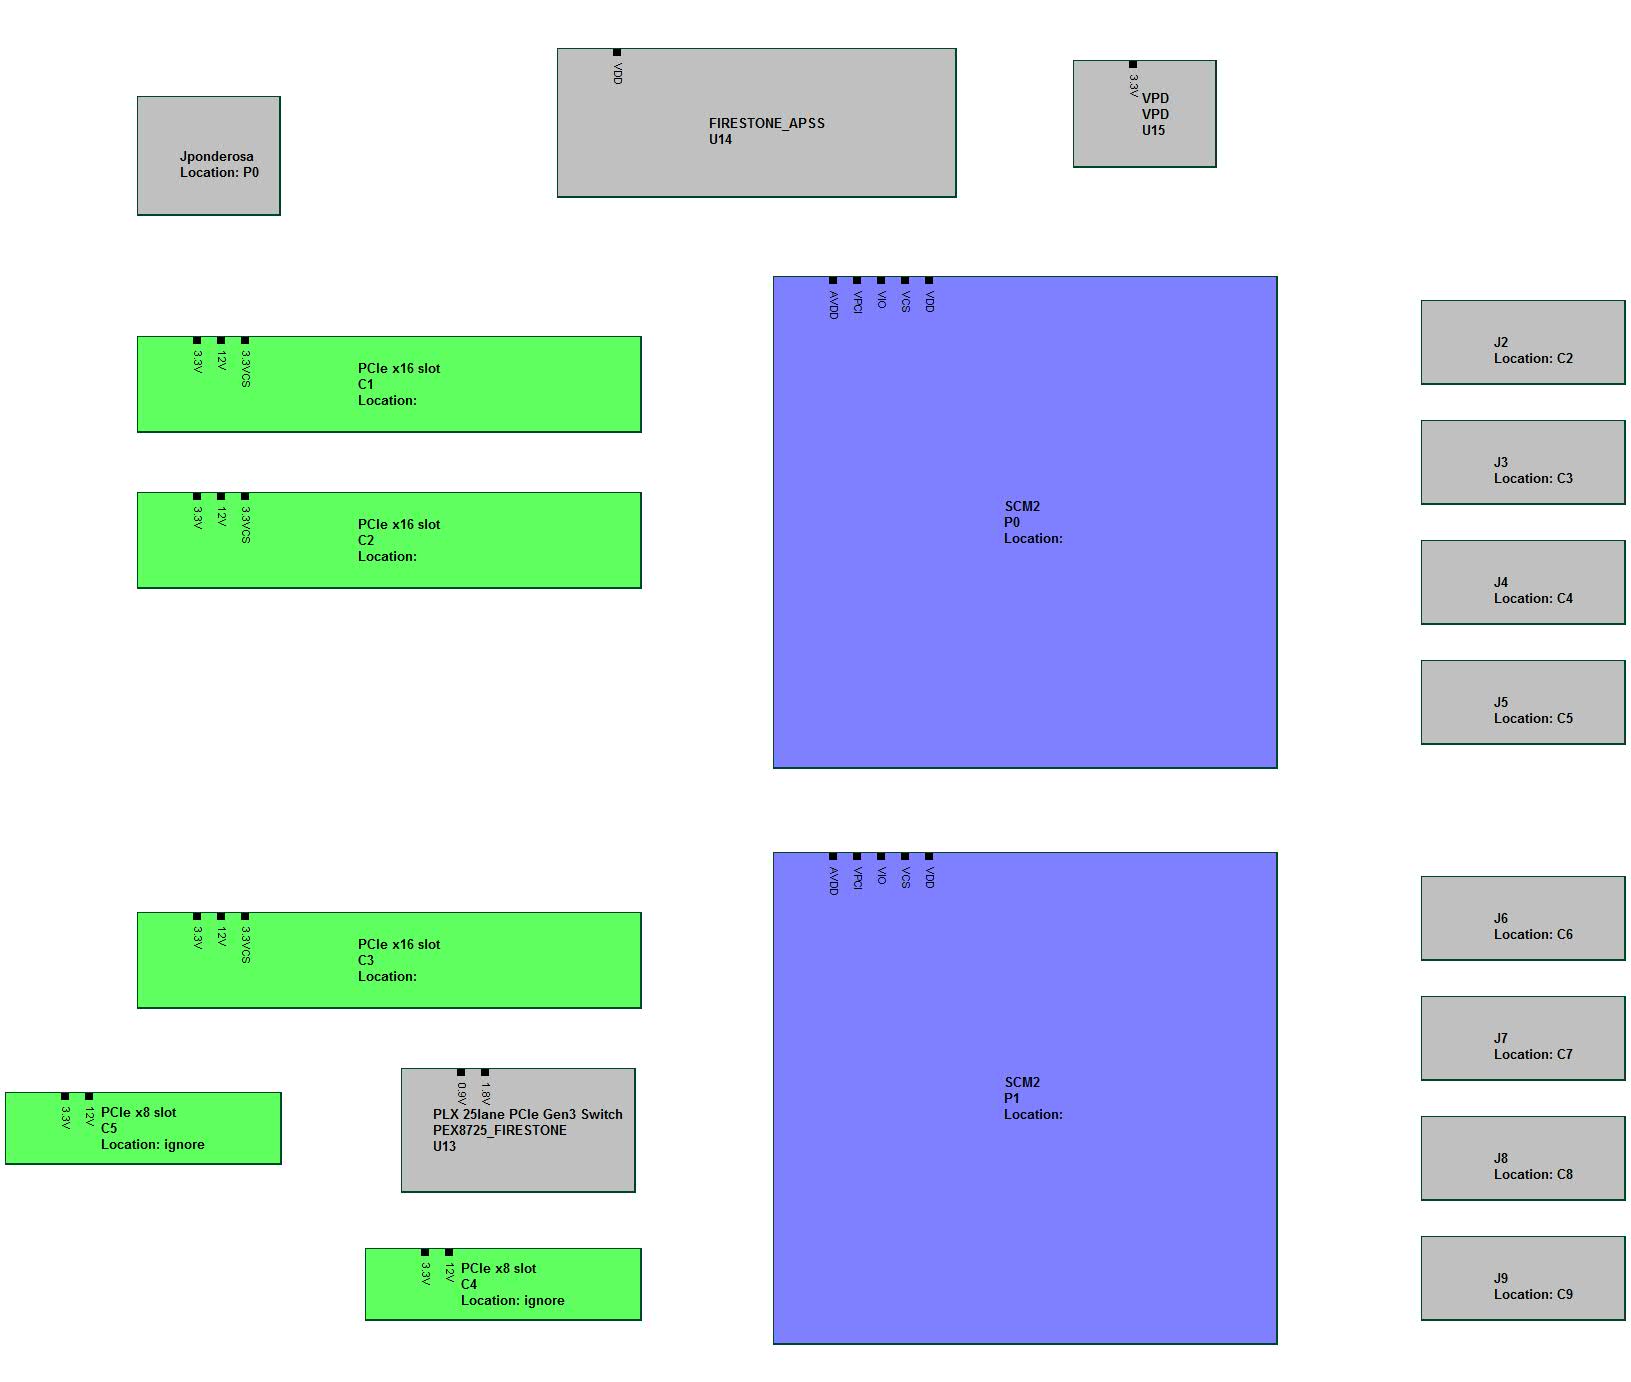 VDD
FIRESTONE_APSS
U14
3.3V
VPD
VPD
U15
Jponderosa
Location: P0
AVDD
VPCI
VIO
VCS
VDD
SCM2
P0
Location:
3.3V
12V
3.3VCS
PCIe x16 slot
C1
Location:
3.3V
12V
3.3VCS
PCIe x16 slot
C2
Location:
J2
Location: C2
J3
Location: C3
J4
Location: C4
J5
Location: C5
AVDD
VPCI
VIO
VCS
VDD
SCM2
P1
Location:
3.3V
12V
3.3VCS
PCIe x16 slot
C3
Location:
3.3V
12V
PCIe x8 slot
C5
Location: ignore
0.9V
1.8V
PLX 25lane PCIe Gen3 Switch
PEX8725_FIRESTONE
U13
3.3V
12V
PCIe x8 slot
C4
Location: ignore
J6
Location: C6
J7
Location: C7
J8
Location: C8
J9
Location: C9